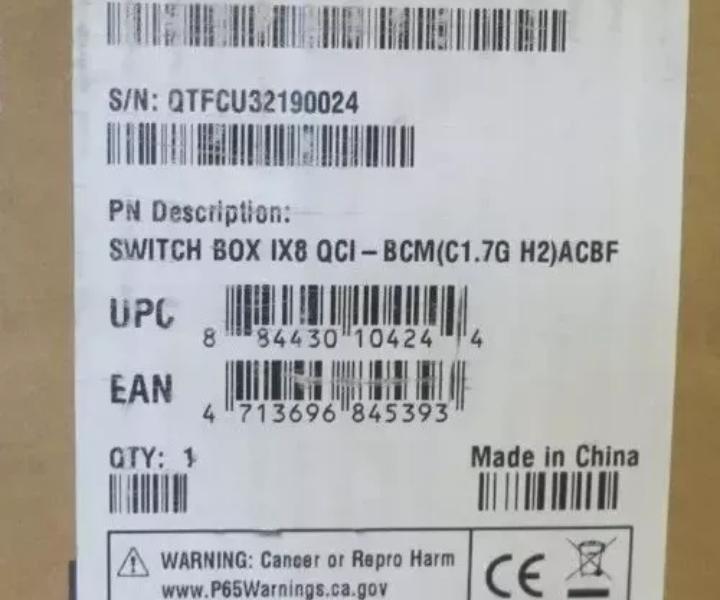 S/N: QTFCU32190024
PN Description:
SWITCH BOX IX8 QCI – BCM(C1.7G H2)ACBF
UPC
8 84430 10424 4
EAN
4 713696 845393
QTY: 1
Made in China
WARNING: Cancer or Repro Harm
www.P65Warnings.ca.gov
CE